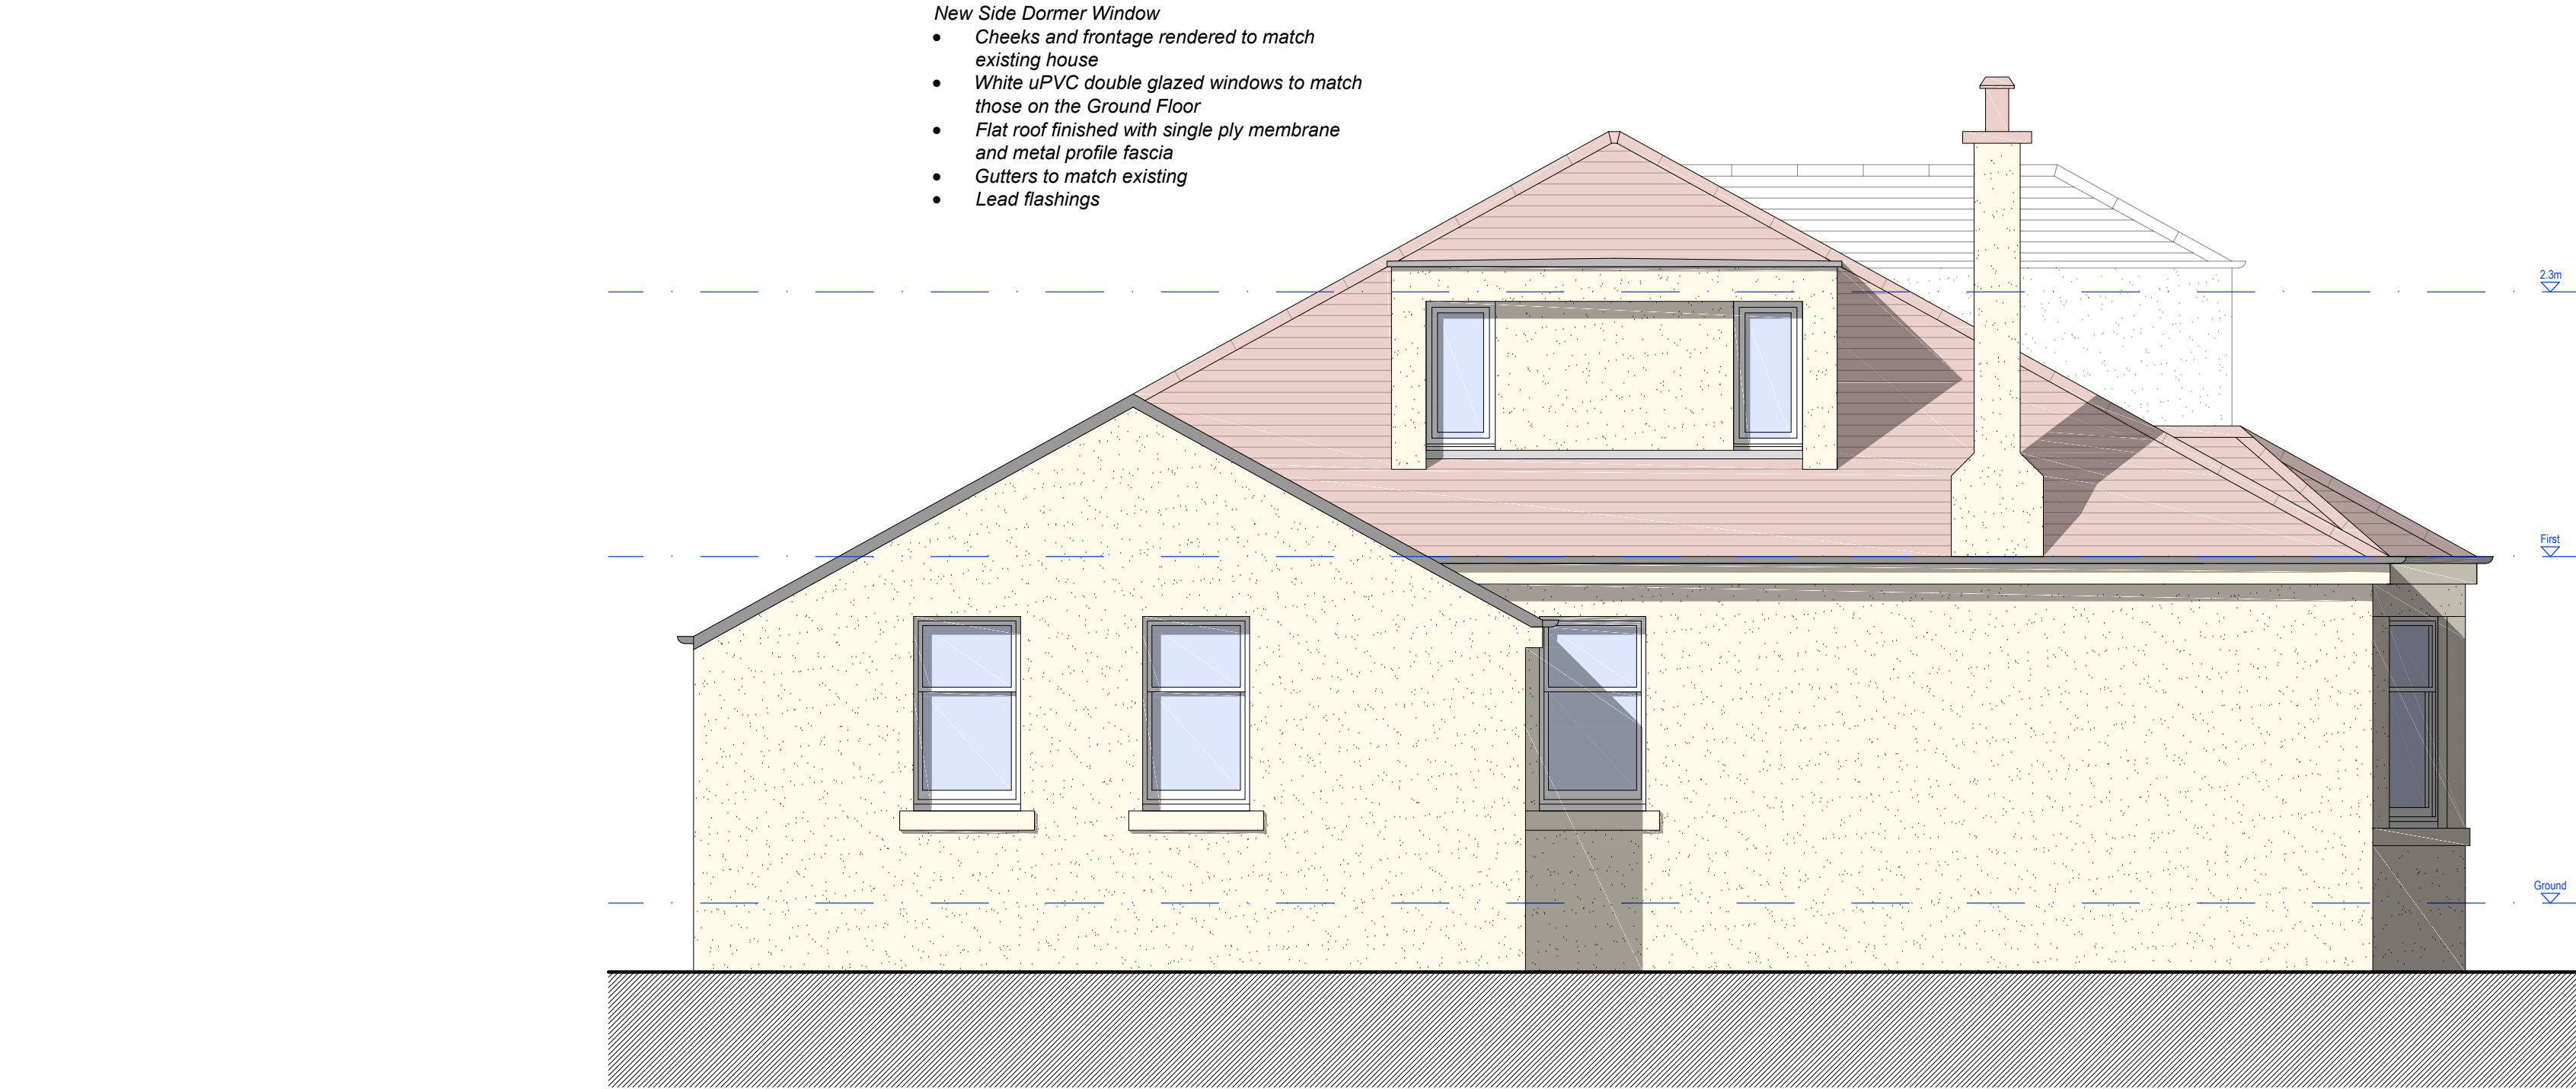 New Side Dormer Window
• Cheeks and frontage rendered to match
existing house
• White uPVC double glazed windows to match
those on the Ground Floor
• Flat roof finished with single ply membrane
and metal profile fascia
• Gutters to match existing
• Lead flashings
2.3m
First
Ground